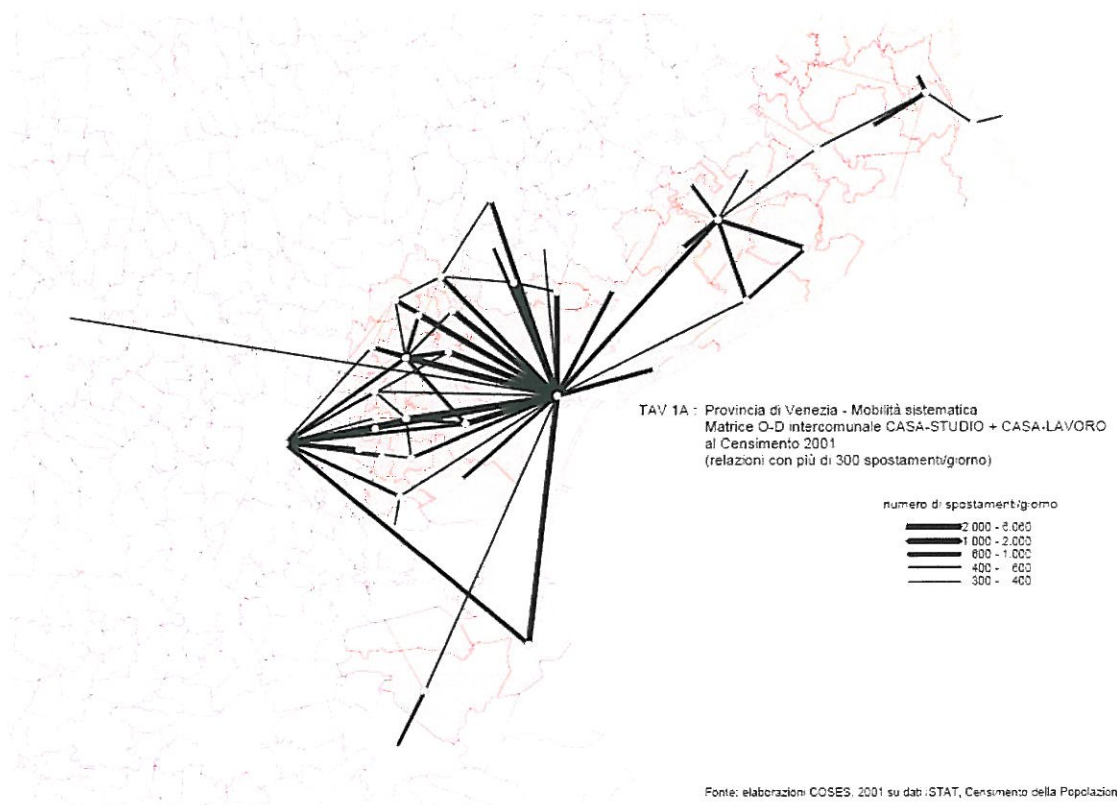 TAV 1A : Provincia di Venezia - Mobilità sistematica
Matrice O-D intercomunale CASA-STUDIO + CASA-LAVORO
al Censimento 2001
(relazioni con più di 300 spostamenti/giorno)
numero di spostamenti/giorno
2.000 - 6.060
1.000 - 2.000
600 - 1.000
400 - 600
300 - 400
Fonte: elaborazioni COSES, 2001 su dati ISTAT, Censimento della Popolazion